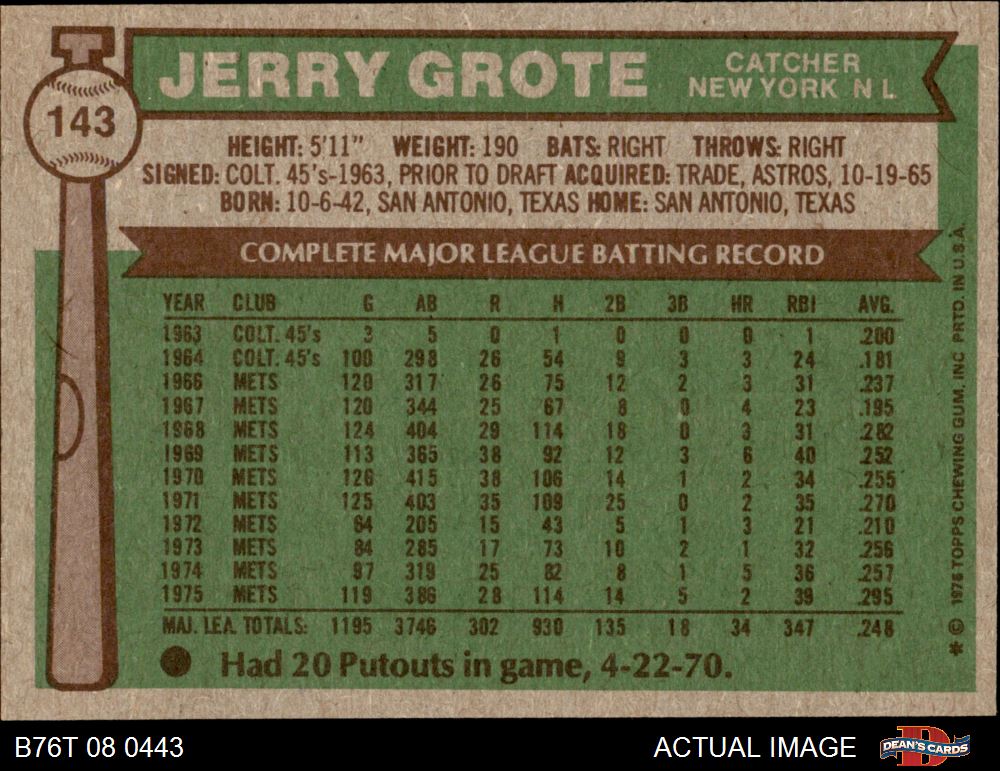 T
143
JERRY GROTE
CATCHER
NEW YORK N L
HEIGHT: 5'11" WEIGHT: 190 BATS: RIGHT THROWS: RIGHT
SIGNED: COLT. 45's-1963, PRIOR TO DRAFT ACQUIRED: TRADE, ASTROS, 10-19-65
BORN: 10-6-42, SAN ANTONIO, TEXAS HOME: SAN ANTONIO, TEXAS
COMPLETE MAJOR LEAGUE BATTING RECORD
YEAR CLUB G AB R H 2B 3B HR RBI AVG.
1963 COLT. 45's 3 5 0 1 0 0 0 1 .200
1964 COLT. 45's 100 298 26 54 9 3 3 24 .181
1966 METS 120 317 26 75 12 2 3 31 .237
1967 METS 120 344 25 67 8 0 4 23 .195
1968 METS 124 404 29 114 18 0 3 31 .282
1969 METS 113 365 38 92 12 3 6 40 .252
1970 METS 126 415 38 106 14 1 2 34 .255
1971 METS 125 403 35 109 25 0 2 35 .270
1972 METS 64 205 15 43 5 1 3 21 .210
1973 METS 84 285 17 73 10 2 1 32 .256
1974 METS 97 319 25 82 8 1 5 36 .257
1975 METS 119 386 28 114 14 5 2 39 .295
MAJ. LEA. TOTALS: 1195 3746 302 930 135 18 34 347 .248
Had 20 Putouts in game, 4-22-70.
* © 1976 TOPPS CHEWING GUM, INC PRTD. IN U.S.A.
B76T 08 0443
ACTUAL IMAGE
D
DEAN'S CARDS